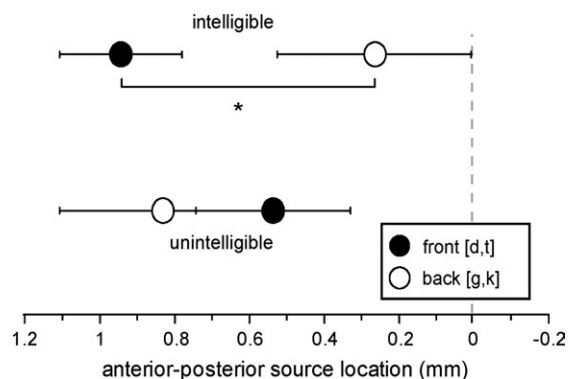 intelligible
*
unintelligible
front [d,t]
back [g,k]
1.2 1 0.8 0.6 0.4 0.2 0 -0.2
anterior-posterior source location (mm)